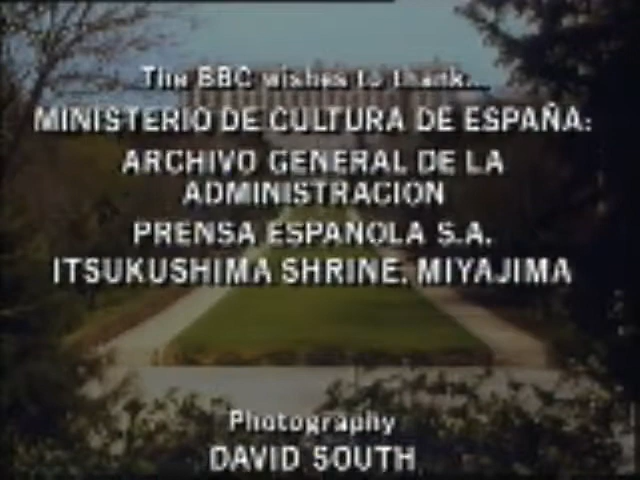 The BBC wishes to thank...
MINISTERIO DE CULTURA DE ESPAÑA:
ARCHIVO GENERAL DE LA
ADMINISTRACION
PRENSA ESPANOLA S.A.
ITSUKUSHIMA SHRINE, MIYAJIMA
Photography
DAVID SOUTH